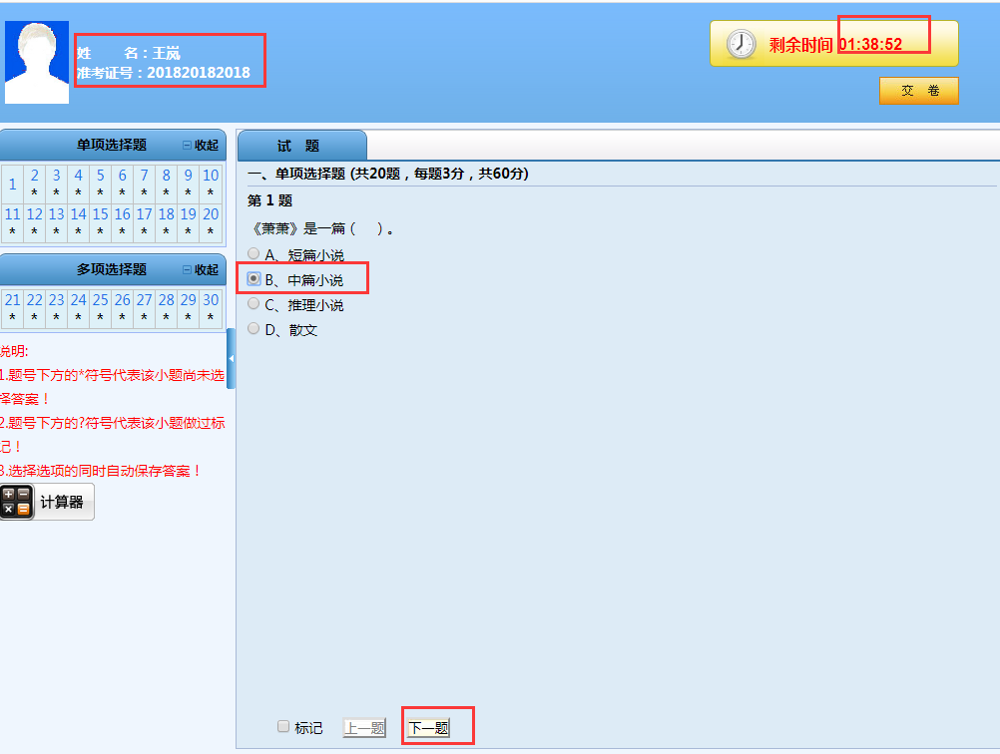 姓　　名：王岚
准考证号：201820182018
剩余时间 01:38:52
交　卷
单项选择题 收起
1 2 3 4 5 6 7 8 9 10
* * * * * * * * *
11 12 13 14 15 16 17 18 19 20
* * * * * * * * * *
多项选择题 收起
21 22 23 24 25 26 27 28 29 30
* * * * * * * * * *
说明:
1.题号下方的*符号代表该小题尚未选
择答案！
2.题号下方的?符号代表该小题做过标
记！
3.选择选项的同时自动保存答案！
计算器
试　题
一、单项选择题 (共20题，每题3分，共60分)
第 1 题
《萧萧》是一篇（　）。
A、短篇小说
B、中篇小说
C、推理小说
D、散文
标记 上一题 下一题